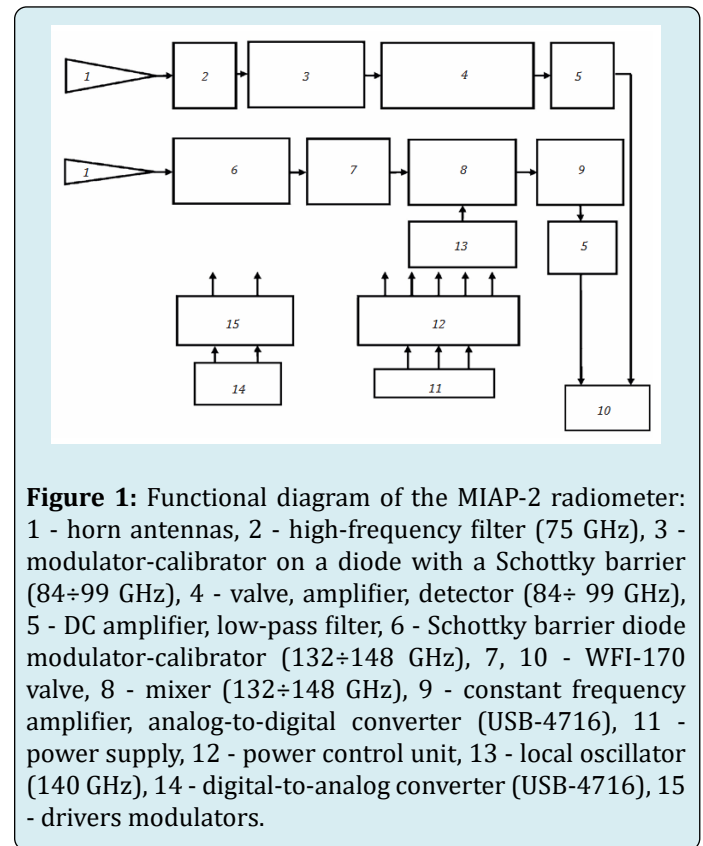 1 2 3 4 5
1 6 7 8 9
13 5
15 12
14 11 10
Figure 1: Functional diagram of the MIAP-2 radiometer:
1 - horn antennas, 2 - high-frequency filter (75 GHz), 3 -
modulator-calibrator on a diode with a Schottky barrier
(84÷99 GHz), 4 - valve, amplifier, detector (84÷ 99 GHz),
5 - DC amplifier, low-pass filter, 6 - Schottky barrier diode
modulator-calibrator (132÷148 GHz), 7, 10 - WFI-170
valve, 8 - mixer (132÷148 GHz), 9 - constant frequency
amplifier, analog-to-digital converter (USB-4716), 11 -
power supply, 12 - power control unit, 13 - local oscillator
(140 GHz), 14 - digital-to-analog converter (USB-4716), 15
- drivers modulators.